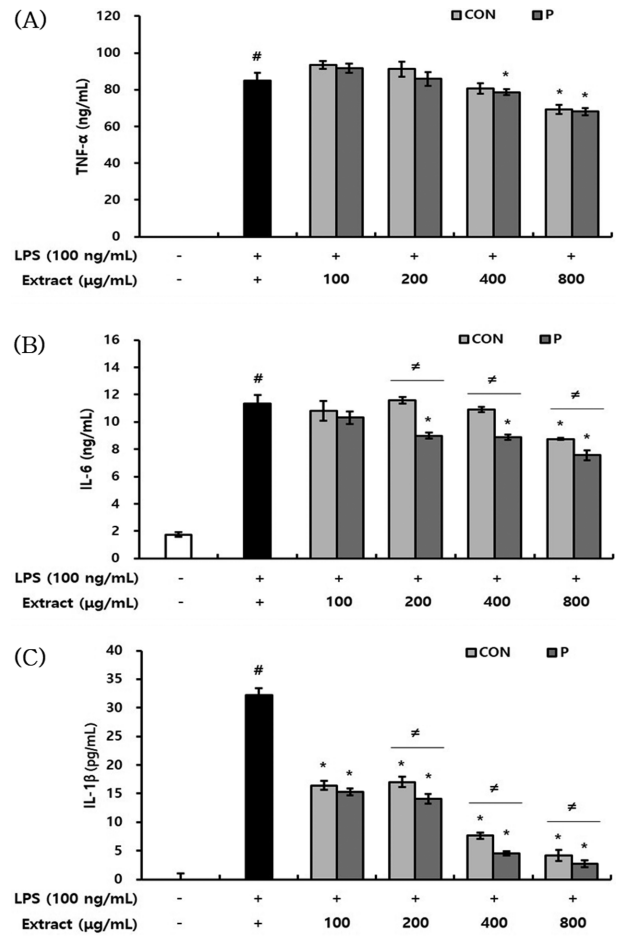 (A)
CON P
120
100
80
60
40
20
0
TNF-α (ng/mL)
#
*
* *
LPS (100 ng/mL) - + + + + +
Extract (μg/mL) - + 100 200 400 800
(B)
CON P
16
14
12
10
8
6
4
2
0
IL-6 (ng/mL)
#
≠ ≠ ≠
* * * *
LPS (100 ng/mL) - + + + + +
Extract (μg/mL) - + 100 200 400 800
(C)
CON P
40
35
30
25
20
15
10
5
0
IL-1β (pg/mL)
#
≠ ≠ ≠
* * * * * * * *
LPS (100 ng/mL) - + + + + +
Extract (μg/mL) - + 100 200 400 800